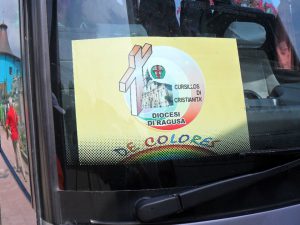 CURSILLOS DI
CRISTIANITA'
DIOCESI
DI RAGUSA
DE COLORES